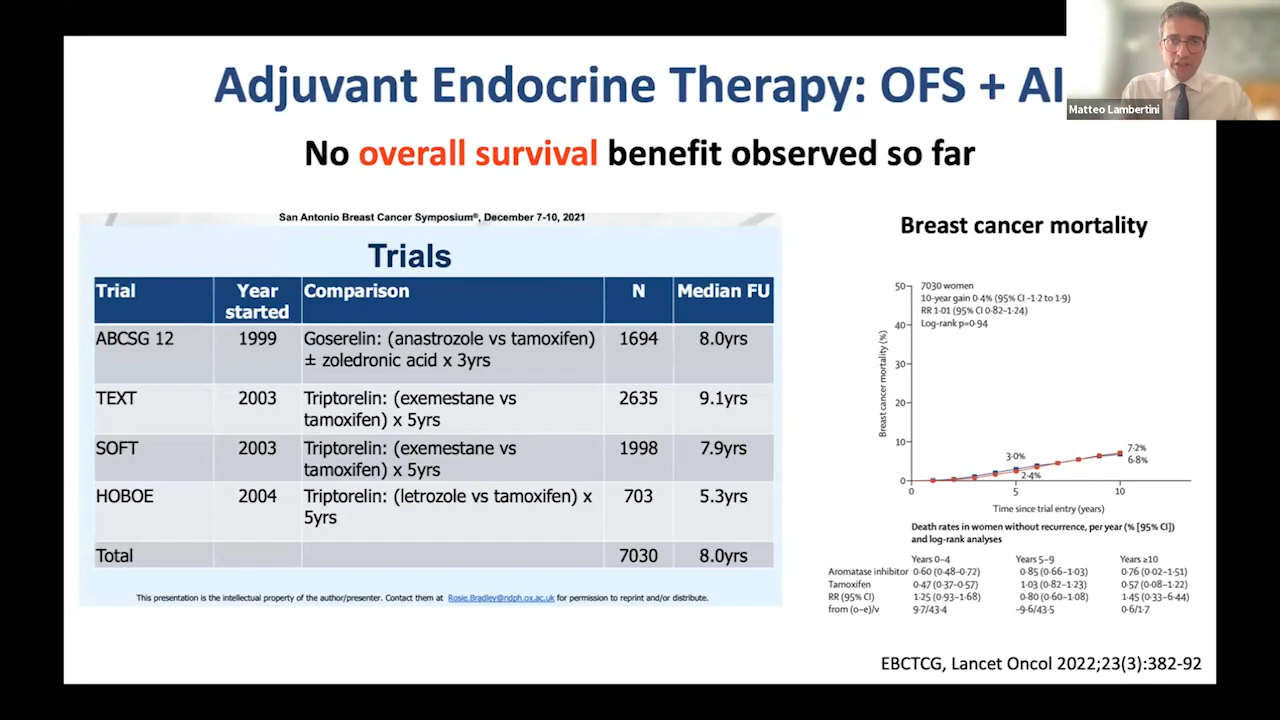 Adjuvant Endocrine Therapy: OFS + AI
Matteo Lambertini
No overall survival benefit observed so far
San Antonio Breast Cancer Symposium®, December 7-10, 2021
Trials
Trial Year started Comparison N Median FU
ABCSG 12 1999 Goserelin: (anastrozole vs tamoxifen) 1694 8.0yrs
± zoledronic acid x 3yrs
TEXT 2003 Triptorelin: (exemestane vs 2635 9.1yrs
tamoxifen) x 5yrs
SOFT 2003 Triptorelin: (exemestane vs 1998 7.9yrs
tamoxifen) x 5yrs
HOBOE 2004 Triptorelin: (letrozole vs tamoxifen) x 703 5.3yrs
5yrs
Total 7030 8.0yrs
This presentation is the intellectual property of the author/presenter. Contact them at Rosie.Bradley@ndph.ox.ac.uk for permission to reprint and/or distribute.
Breast cancer mortality
7030 women
10-year gain 0·4% (95% CI –1·2 to 1·9)
RR 1·01 (95% CI 0·82–1·24)
Log-rank p=0·94
Breast cancer mortality (%)
50
40
30
20
10
0
3·0%
2·4%
7·2%
6·8%
0 5 10
Time since trial entry (years)
Death rates in women without recurrence, per year (% [95% CI])
and log-rank analyses
Years 0–4 Years 5–9 Years ≥10
Aromatase inhibitor 0·60 (0·48–0·72) 0·85 (0·66–1·03) 0·76 (0·02–1·51)
Tamoxifen 0·47 (0·37–0·57) 1·03 (0·82–1·23) 0·57 (0·08–1·22)
RR (95% CI) 1·25 (0·93–1·68) 0·80 (0·60–1·08) 1·45 (0·33–6·44)
from (o–e)/v 9·7/43·4 –9·6/43·5 0·6/1·7
EBCTCG, Lancet Oncol 2022;23(3):382-92